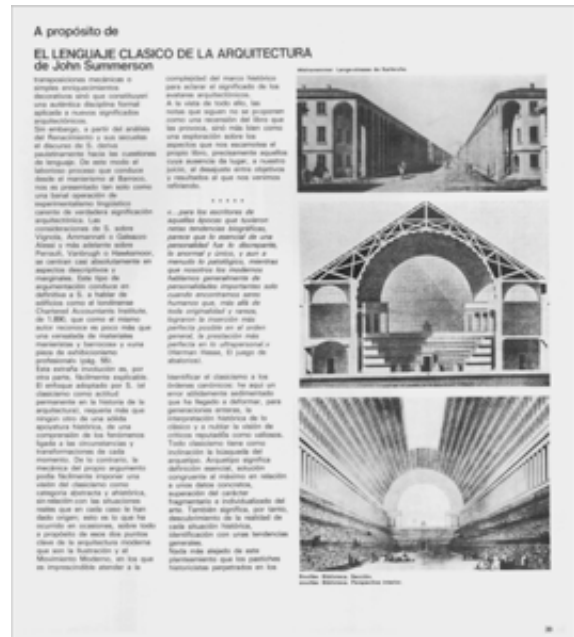 A propósito de
EL LENGUAJE CLASICO DE LA ARQUITECTURA
de John Summerson
transposiciones mecánicas o
simples enriquecimientos
decorativos sinó que constituyen
una auténtica disciplina formal
aplicada a nuevos significados
arquitectónicos.
Sin embargo, a partir del análisis
del Renacimiento y sus secuelas
el discurso de S. deriva
paulatinamente hacia las cuestiones
de lenguaje. De este modo el
laborioso proceso que conduce
desde el manierismo al Barroco,
nos es presentado tan solo como
una banal operación de
experimentalismo lingüístico
carente de verdadera significación
arquitectónica. Las
consideraciones de S. sobre
Vignola, Ammannati o Galeazzo
Alessi y más adelante sobre
Perrault, Vanbrugh o Hawksmoor,
se centran casi absolutamente en
aspectos descriptivos y
marginales. Este tipo de
argumentación conduce en
definitiva a S. a hablar de
edificios como el londinense
Chartered Accountants Institute,
de 1.890, que como el mismo
autor reconoce es poco más que
una ensalada de materiales
manieristas y barrocos y «una
pieza de exhibicionismo
profesional» (pág. 98).
Esta extraña involución es, por
otra parte, fácilmente explicable.
El enfoque adoptado por S. (el
clasicismo como actitud
permanente en la historia de la
arquitectura), requería más que
ningún otro de una sólida
apoyatura histórica, de una
comprensión de los fenómenos
ligada a las circunstancias y
transformaciones de cada
momento. De lo contrario, la
mecánica del propio argumento
podía fácilmente imponer una
visión del clasicismo como
categoría abstracta y ahistórica,
sin relación con las situaciones
reales que en cada caso le han
dado origen; esto es lo que ha
ocurrido en ocasiones, sobre todo
a propósito de esos dos puntos
clave de la arquitectura moderna
que son la Ilustración y el
Movimiento Moderno, en los que
es imprescindible atender a la
complejidad del marco histórico
para aclarar el significado de los
avatares arquitectónicos.
A la vista de todo ello, las
notas que siguen no se proponen
como una recensión del libro que
las provoca, sinó más bien como
una exploración sobre los
aspectos que nos escamotea el
propio libro, precisamente aquellos
cuya ausencia da lugar, a nuestro
juicio, al desajuste entre objetivos
y resultados al que nos venimos
refiriendo.
* * * * *
«...para los escritores de
aquellas épocas que tuvieron
netas tendencias biográficas,
parece que lo esencial de una
personalidad fue lo discrepante,
lo anormal y único, y aun a
menudo lo patológico, mientras
que nosotros los modernos
hablamos generalmente de
personalidades importantes solo
cuando encontramos seres
humanos que, más allá de
toda originalidad y rareza,
lograron la inserción más
perfecta posible en el orden
general, la prestación más
perfecta en lo ultrapersonal.»
(Herman Hesse, El juego de
abalorios).
Identificar el clasicismo a los
órdenes canónicos: he aquí un
error sólidamente sedimentado
que ha llegado a deformar, para
generaciones enteras, la
interpretación histórica de lo
clásico y a nublar la visión de
críticos reputadilla como valiosos.
Todo clasicismo tiene como
inclinación la búsqueda del
arquetipo. Arquetipo significa
definición esencial, solución
congruente al máximo en relación
a unos datos concretos,
superación del carácter
fragmentario e individualizado del
arte. También significa, por tanto,
descubrimiento de la realidad de
cada situación histórica,
identificación con unas tendencias
generales.
Nada más alejado de este
planteamiento que los pastiches
historicistas perpetrados en los
Weinbrenner. Langestrasse de Karlsruhe.
Boullée. Biblioteca. Sección.
Boullée. Biblioteca. Perspectiva interior.